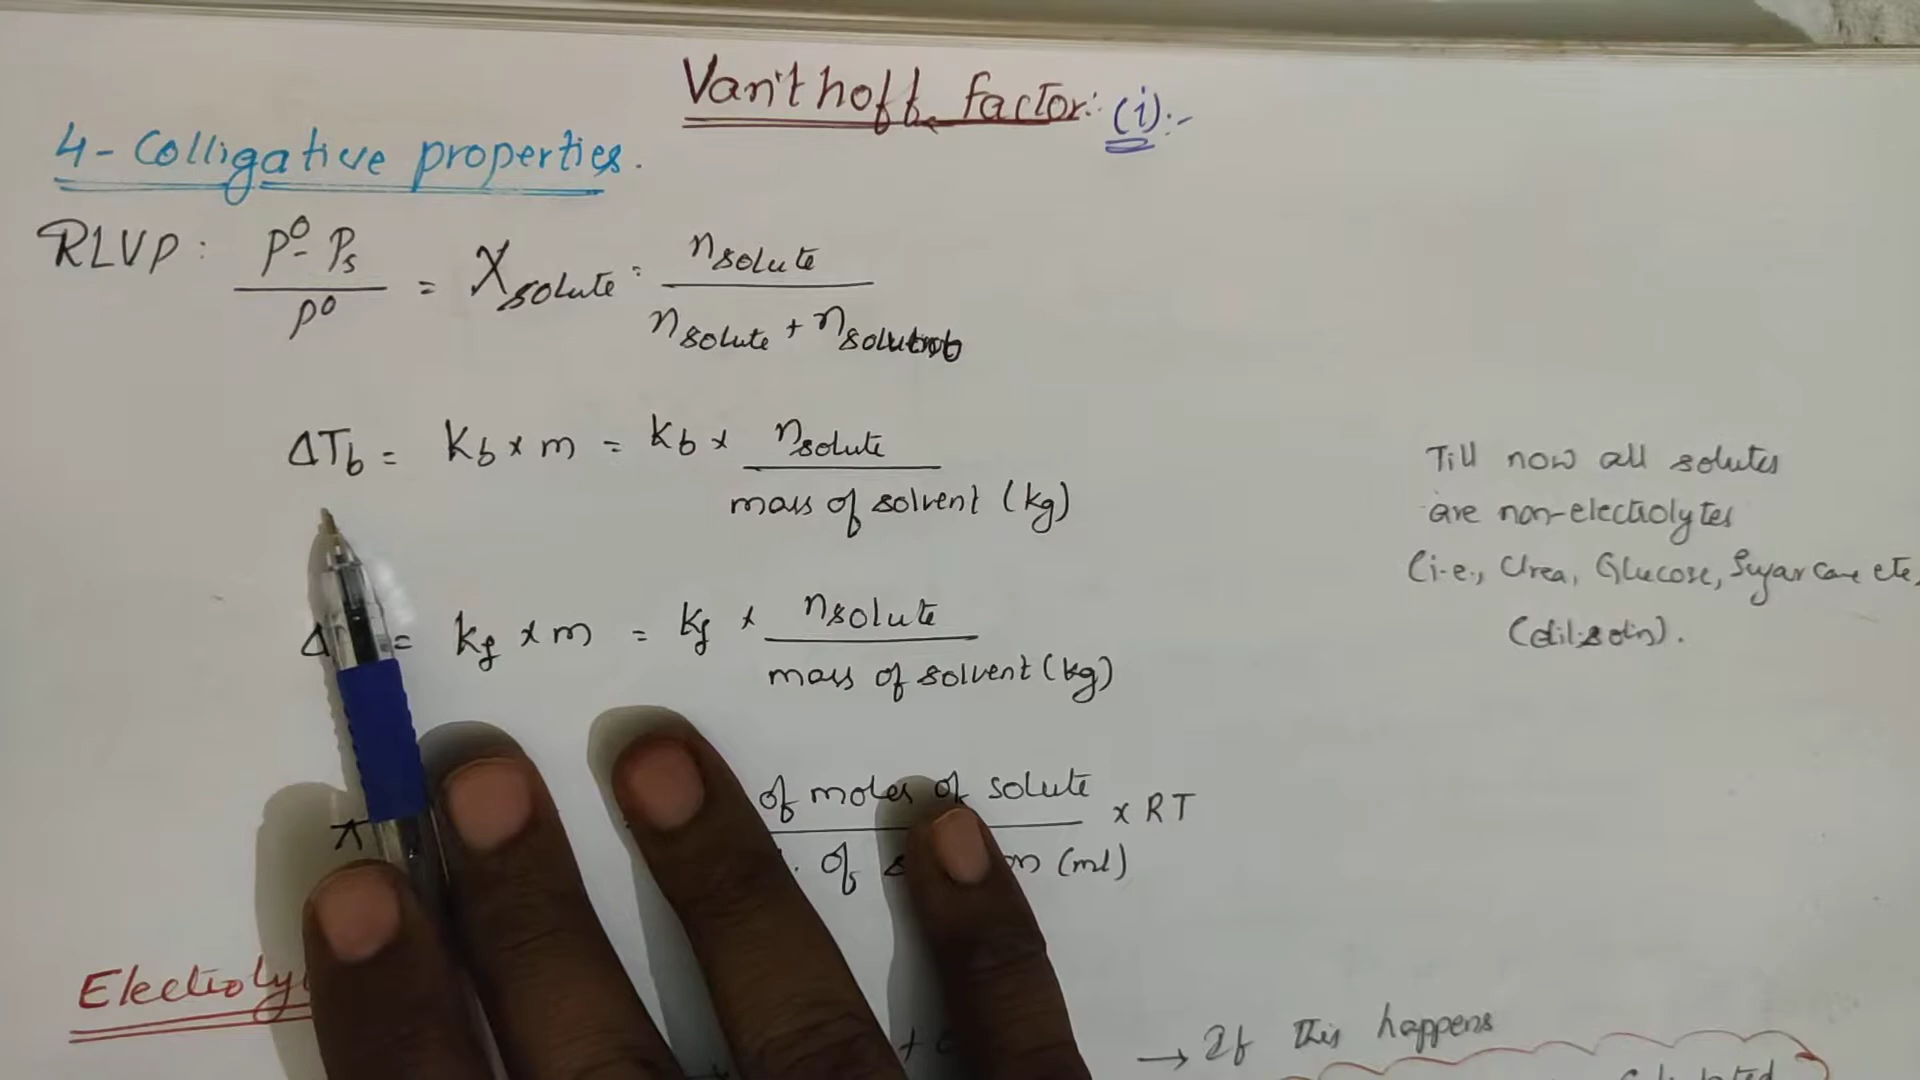 Van't hoff factor: (i):-
4- Colligative properties.
RLVP: P⁰-Ps / P⁰ = Xsolute = nsolute / nsolute + nsolvent
ΔTb = Kb × m = Kb × nsolute / mass of solvent (kg)
Till now all solutes
are non-electrolytes
(i.e., Urea, Glucose, Sugar cane etc,
(dil.soln).
Δ = Kf × m = Kf × nsolute / mass of solvent (kg)
π of moles of solute / of (ml) × RT
Electroly
→ If this happens